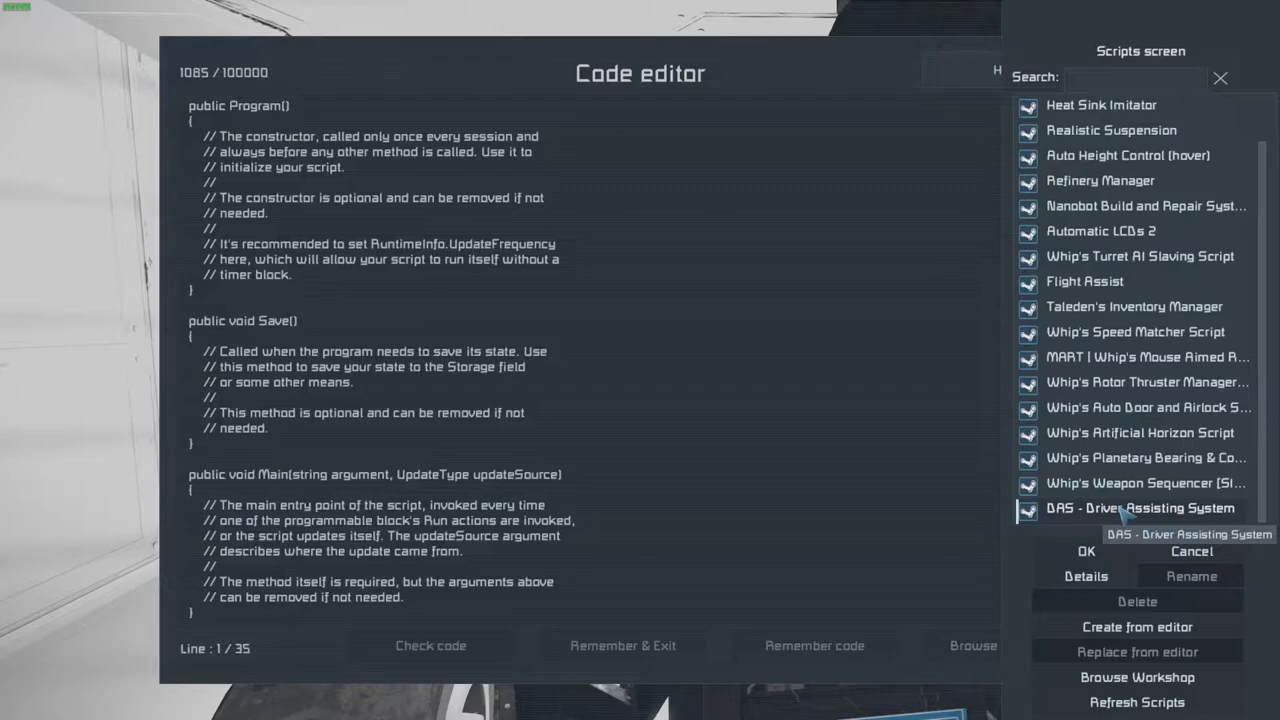 Scripts screen
1085 / 100000
Code editor
H
Search:
public Program()
{
// The constructor, called only once every session and
// always before any other method is called. Use it to
// initialize your script.
//
// The constructor is optional and can be removed if not
// needed.
//
// It's recommended to set RuntimeInfo.UpdateFrequency
// here, which will allow your script to run itself without a
// timer block.
}
public void Save()
{
// Called when the program needs to save its state. Use
// this method to save your state to the Storage field
// or some other means.
//
// This method is optional and can be removed if not
// needed.
}
public void Main(string argument, UpdateType updateSource)
{
// The main entry point of the script, invoked every time
// one of the programmable block's Run actions are invoked,
// or the script updates itself. The updateSource argument
// describes where the update came from.
//
// The method itself is required, but the arguments above
// can be removed if not needed.
}
Line : 1 / 35
Check code
Remember & Exit
Remember code
Browse
Heat Sink Imitator
Realistic Suspension
Auto Height Control (hover)
Refinery Manager
Nanobot Build and Repair Syst...
Automatic LCDs 2
Whip's Turret AI Slaving Script
Flight Assist
Taleden's Inventory Manager
Whip's Speed Matcher Script
MART | Whip's Mouse Aimed R...
Whip's Rotor Thruster Manager...
Whip's Auto Door and Airlock S...
Whip's Artificial Horizon Script
Whip's Planetary Bearing & Co...
Whip's Weapon Sequencer (SI...
DAS - Driver Assisting System
DAS - Driver Assisting System
OK
Cancel
Details
Rename
Delete
Create from editor
Replace from editor
Browse Workshop
Refresh Scripts